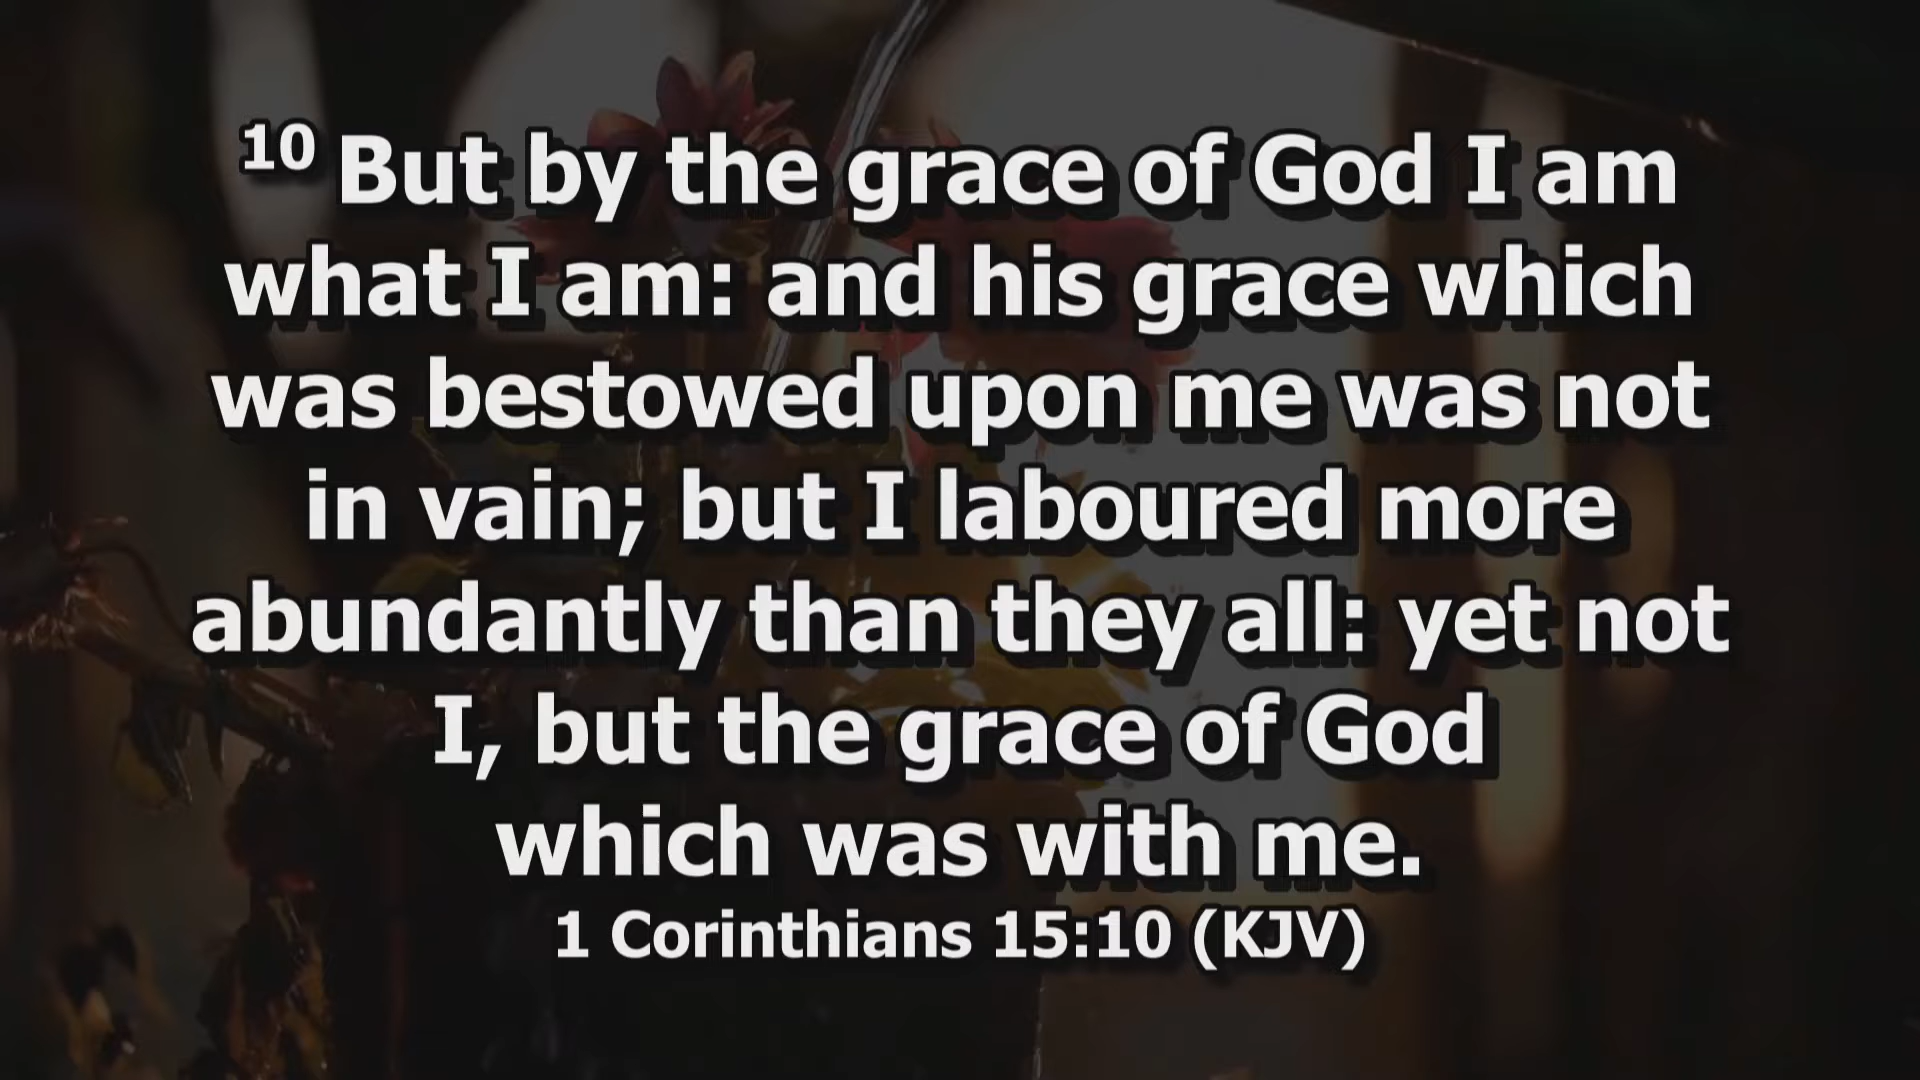 10 But by the grace of God I am
what I am: and his grace which
was bestowed upon me was not
in vain; but I laboured more
abundantly than they all: yet not
I, but the grace of God
which was with me.
1 Corinthians 15:10 (KJV)